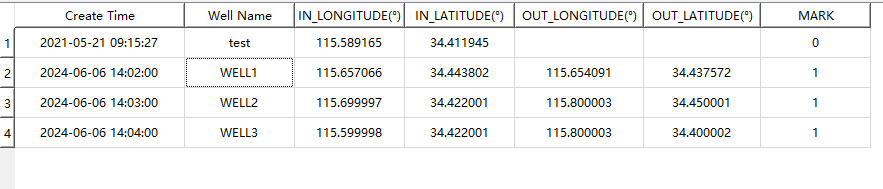 Create Time Well Name IN_LONGITUDE(°) IN_LATITUDE(°) OUT_LONGITUDE(°) OUT_LATITUDE(°) MARK
1 2021-05-21 09:15:27 test 115.589165 34.411945 0
2 2024-06-06 14:02:00 WELL1 115.657066 34.443802 115.654091 34.437572 1
3 2024-06-06 14:03:00 WELL2 115.699997 34.422001 115.800003 34.450001 1
4 2024-06-06 14:04:00 WELL3 115.599998 34.422001 115.800003 34.400002 1